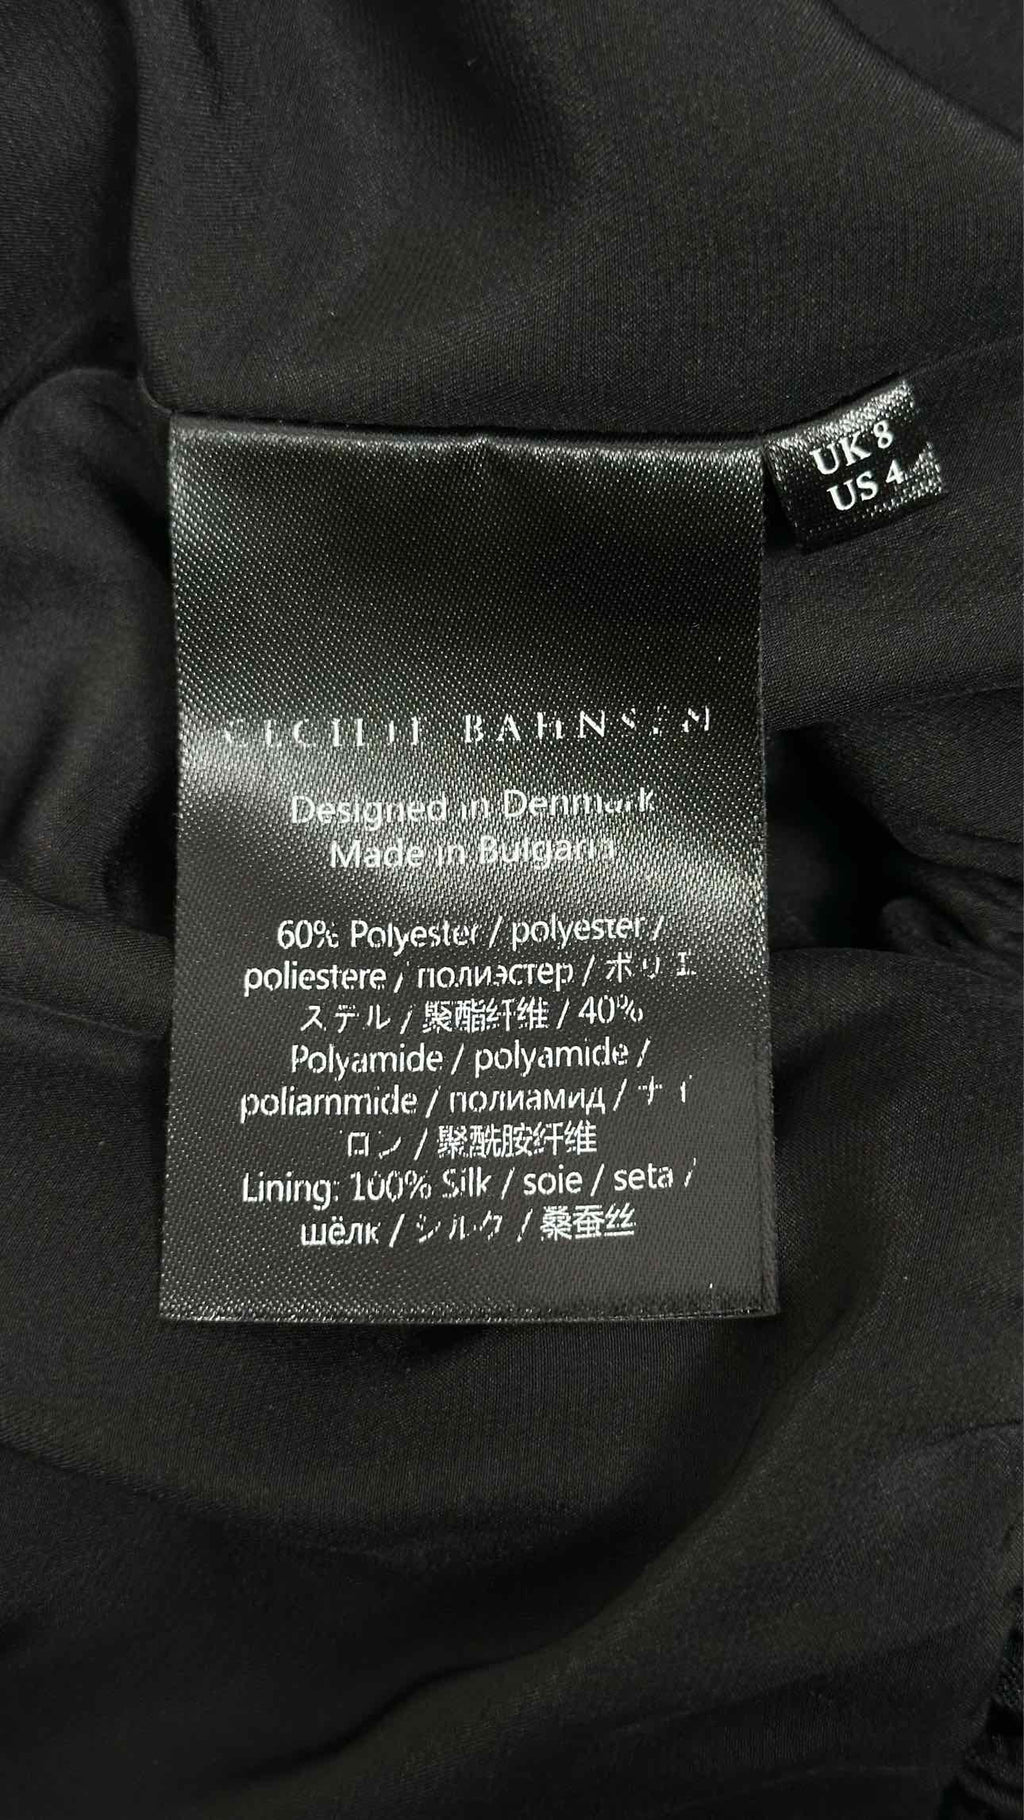 UK 8
US 4
CECILIE BAHNSEN
Designed in Denmark
Made in Bulgaria
60% Polyester / polyester /
poliestere / полиэстер / ポリエ
ステル / 聚酯纤维 / 40%
Polyamide / polyamide /
poliammide / полиамид / ナイ
ロン / 聚酰胺纤维
Lining: 100% Silk / soie / seta /
шёлк / シルク / 桑蚕丝